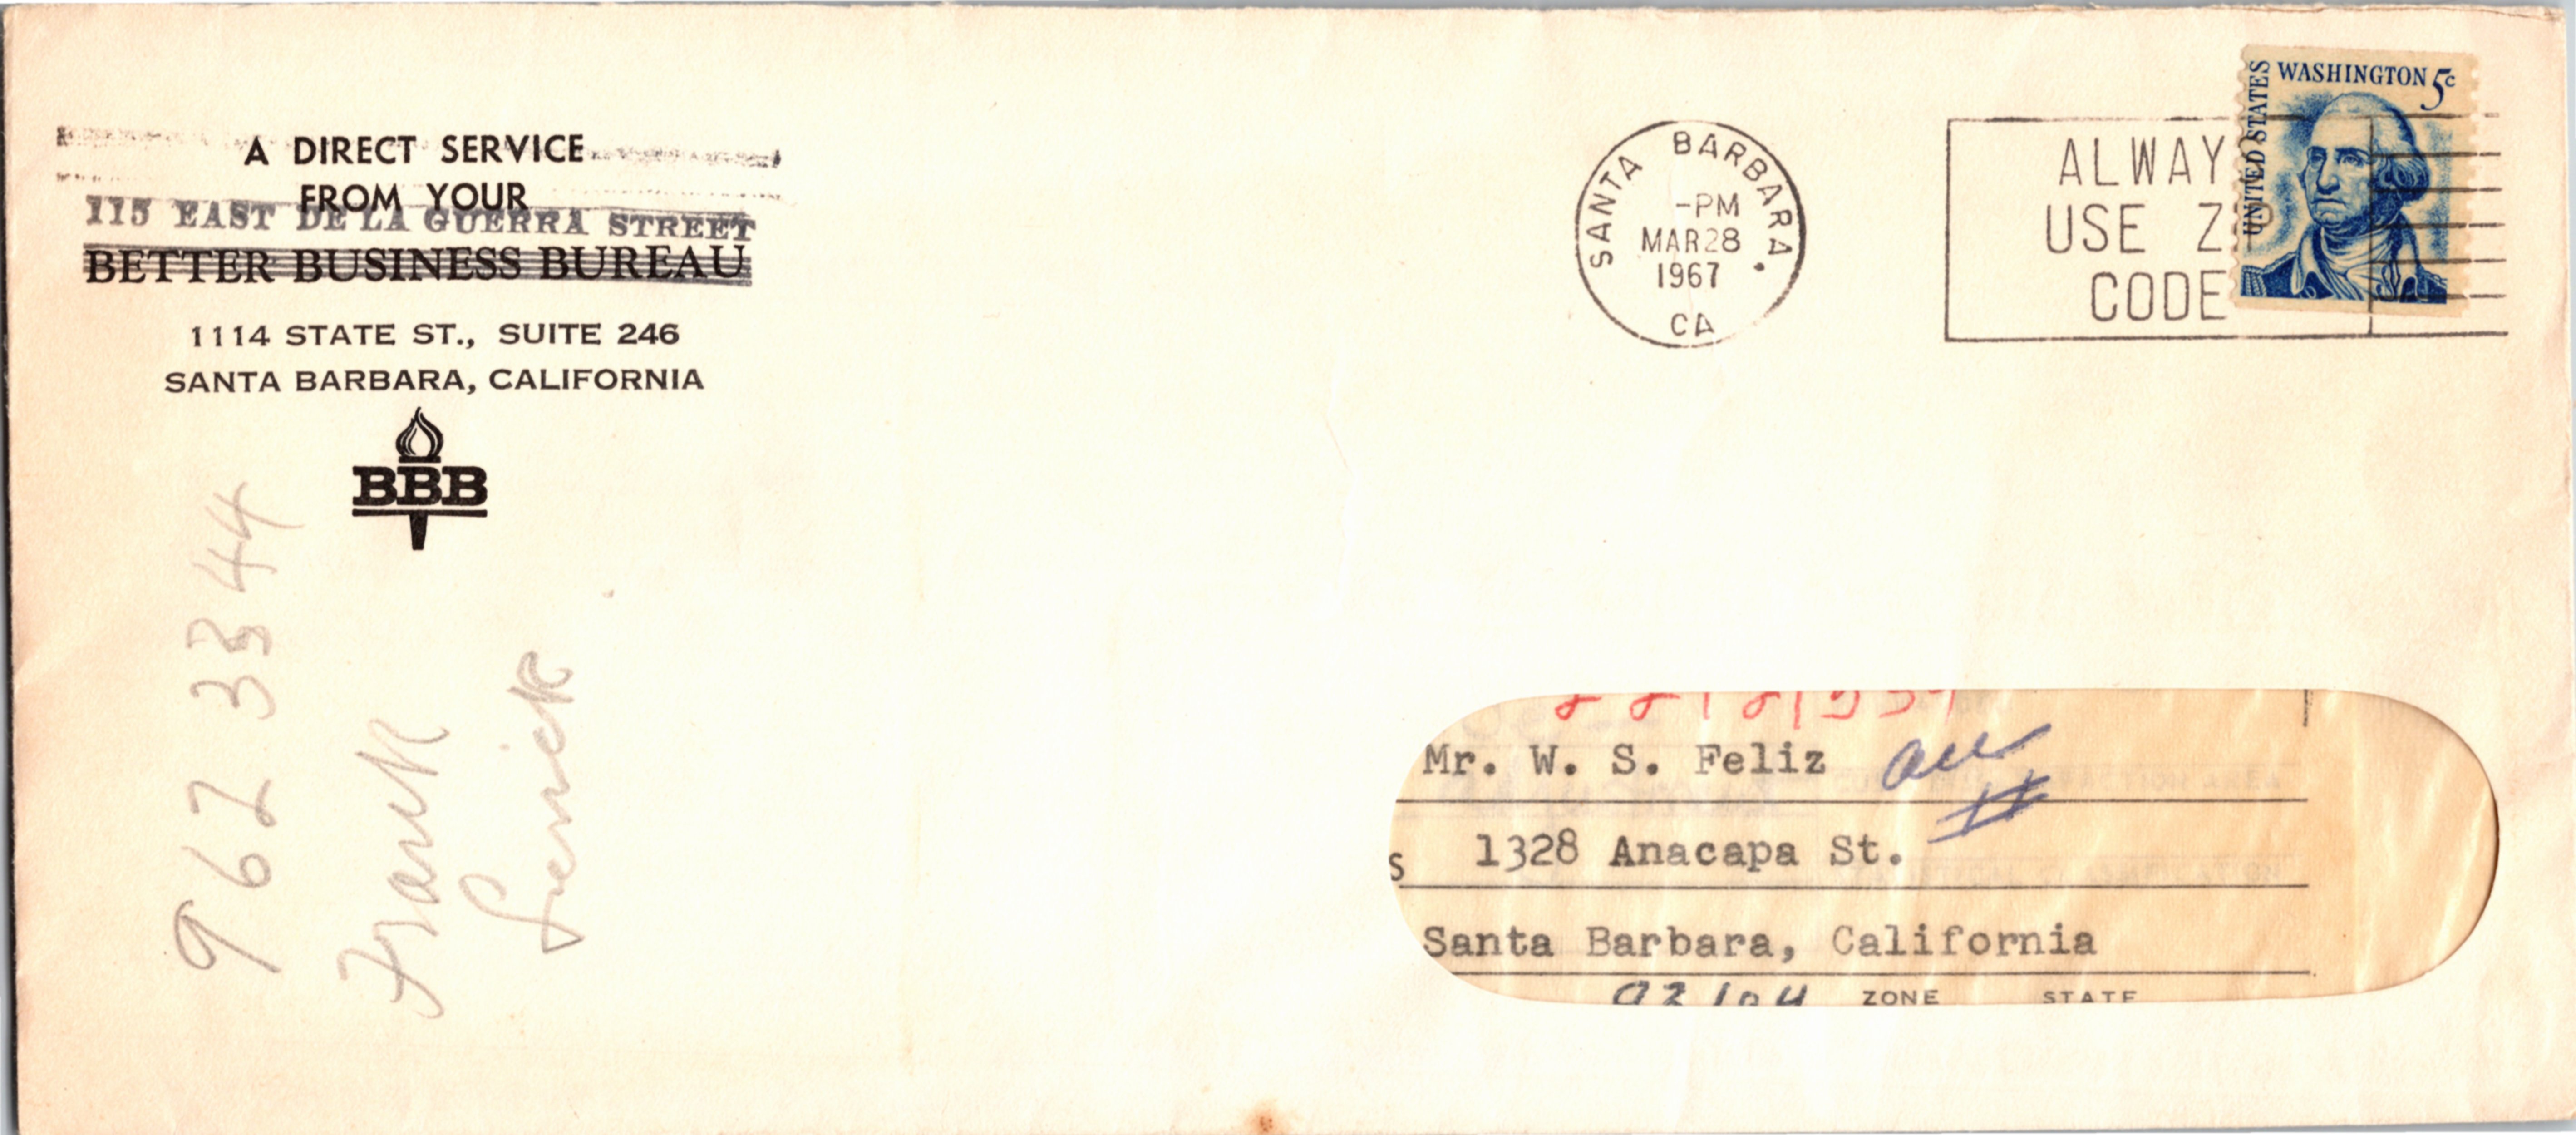 A DIRECT SERVICE
FROM YOUR
115 EAST DE LA GUERRA STREET
BETTER BUSINESS BUREAU
1114 STATE ST., SUITE 246
SANTA BARBARA, CALIFORNIA
BBB
962 3344
Frank
SANTA BARBARA.
-PM
MAR28
1967
CA
ALWAY
USE Z
CODE
UNITED STATES
WASHINGTON 5c
Mr. W. S. Feliz
S 1328 Anacapa St.
Santa Barbara, California
93104 ZONE STATE